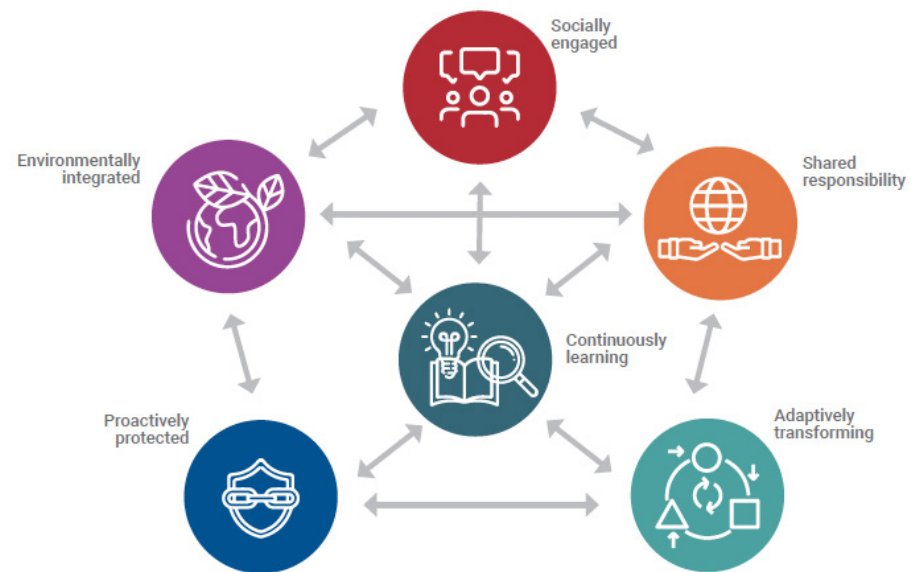 Socially
engaged
Environmentally
integrated
Shared
responsibility
Continuously
learning
Proactively
protected
Adaptively
transforming